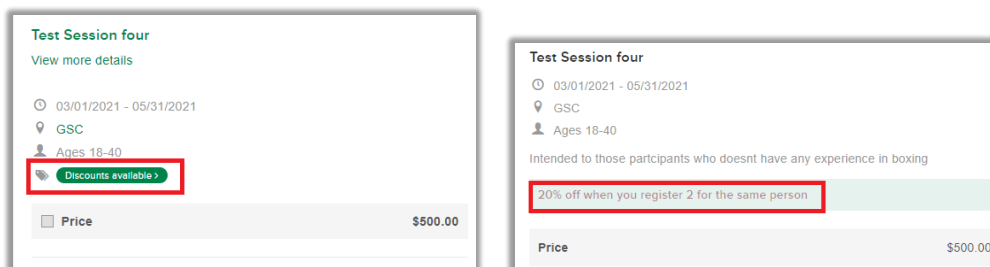 Test Session four
View more details
03/01/2021 - 05/31/2021
GSC
Ages 18-40
Discounts available >
Price $500.00
Test Session four
03/01/2021 - 05/31/2021
GSC
Ages 18-40
Intended to those partcipants who doesnt have any experience in boxing
20% off when you register 2 for the same person
Price $500.00